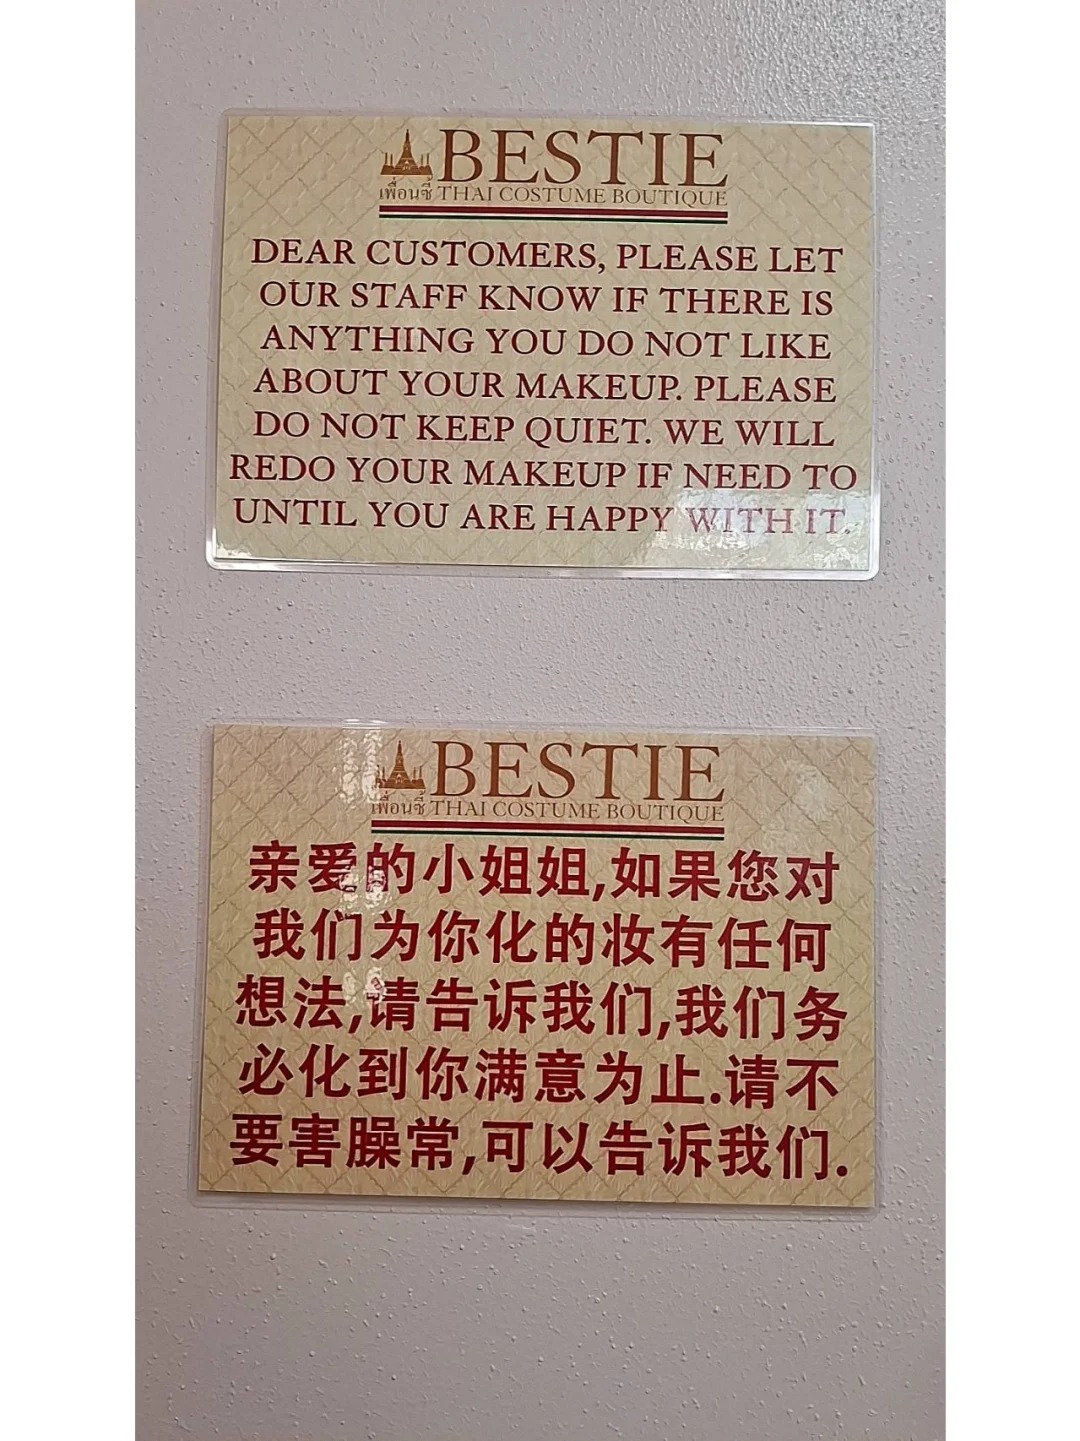 BESTIE
เพื่อนซี้ THAI COSTUME BOUTIQUE
DEAR CUSTOMERS, PLEASE LET
OUR STAFF KNOW IF THERE IS
ANYTHING YOU DO NOT LIKE
ABOUT YOUR MAKEUP. PLEASE
DO NOT KEEP QUIET. WE WILL
REDO YOUR MAKEUP IF NEED TO
UNTIL YOU ARE HAPPY WITH IT.
BESTIE
เพื่อนซี้ THAI COSTUME BOUTIQUE
亲爱的小姐姐,如果您对
我们为你化的妆有任何
想法,请告诉我们,我们务
必化到你满意为止.请不
要害臊常,可以告诉我们.